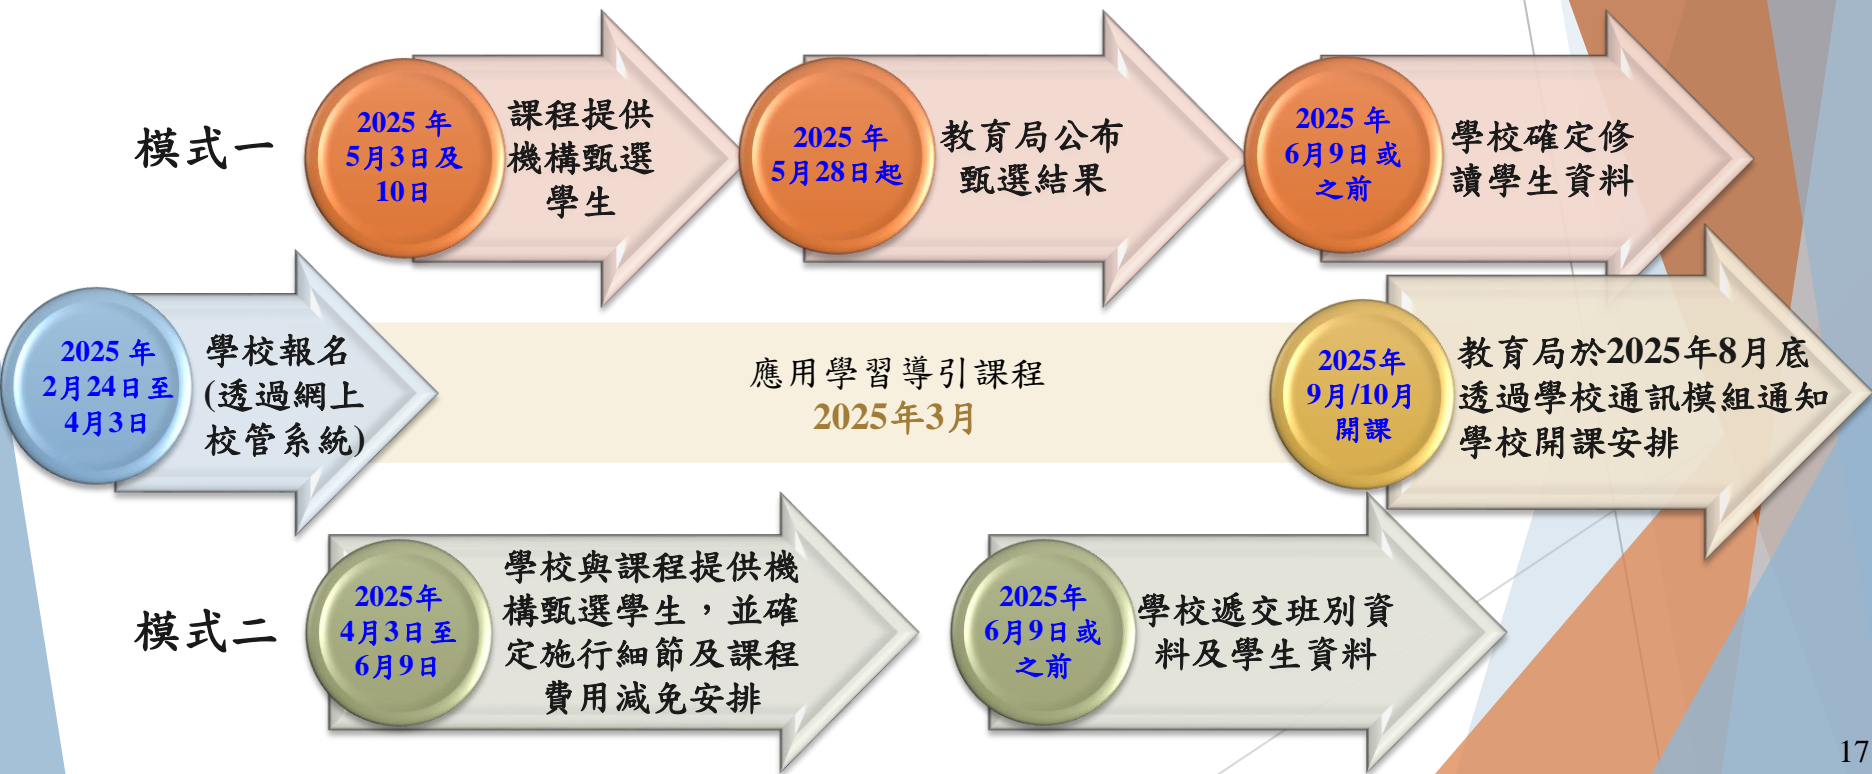 模式一
2025 年
5月3日及
10日
課程提供
機構甄選
學生
2025 年
5月28日起
教育局公布
甄選結果
2025 年
6月9日或
之前
學校確定修
讀學生資料
2025 年
2月24日至
4月3日
學校報名
(透過網上
校管系統)
應用學習導引課程
2025年3月
2025年
9月/10月
開課
教育局於2025年8月底
透過學校通訊模組通知
學校開課安排
模式二
2025年
4月3日至
6月9日
學校與課程提供機
構甄選學生，並確
定施行細節及課程
費用減免安排
2025年
6月9日或
之前
學校遞交班別資
料及學生資料
17